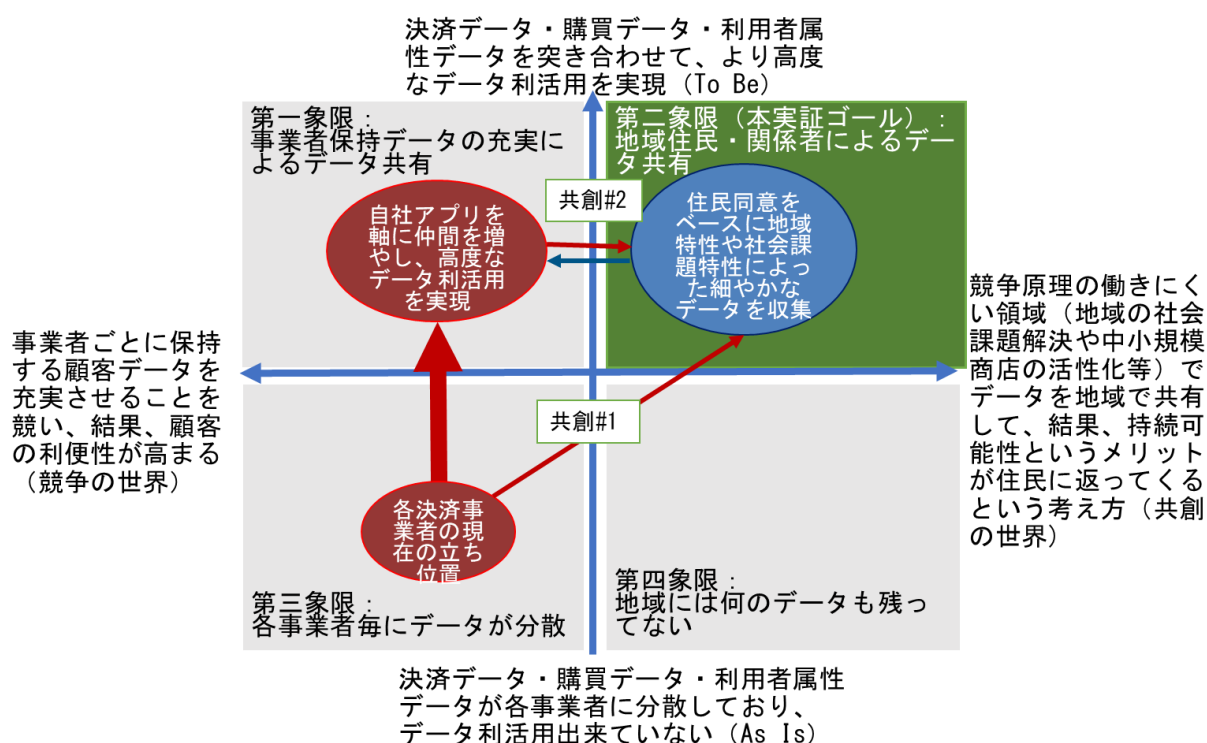 決済データ・購買データ・利用者属
性データを突き合わせて、より高度
なデータ利活用を実現（To Be）
第一象限：
事業者保持データの充実に
よるデータ共有
第二象限（本実証ゴール）：
地域住民・関係者によるデー
タ共有
共創#2
自社アプリを
軸に仲間を増
やし、高度な
データ利活用
を実現
住民同意を
ベースに地域
特性や社会課
題特性によっ
た細やかな
データを収集
事業者ごとに保持
する顧客データを
充実させることを
競い、結果、顧客
の利便性が高まる
（競争の世界）
競争原理の働きにく
い領域（地域の社会
課題解決や中小規模
商店の活性化等）で
データを地域で共有
して、結果、持続可
能性というメリット
が住民に返ってくる
という考え方（共創
の世界）
共創#1
各決済事
業者の現
在の立ち
位置
第三象限：
各事業者毎にデータが分散
第四象限：
地域には何のデータも残っ
てない
決済データ・購買データ・利用者属性
データが各事業者に分散しており、
データ利活用出来ていない（As Is）